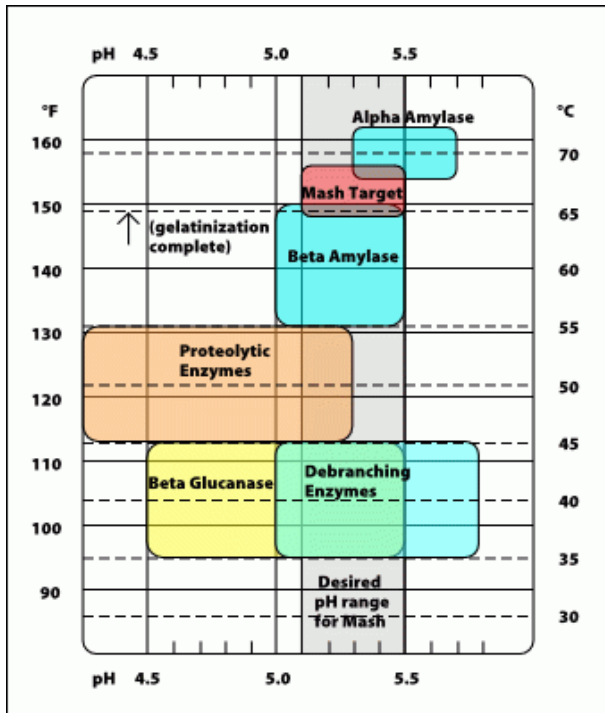 pH 4.5 5.0 5.5
°F °C
Alpha Amylase
160
70
Mash Target
150
65
(gelatinization
complete)
Beta Amylase
140
60
130
55
Proteolytic
Enzymes
50
120
45
110
Beta Glucanase
Debranching
Enzymes
40
100
35
90
Desired
pH range
for Mash
30
pH 4.5 5.0 5.5